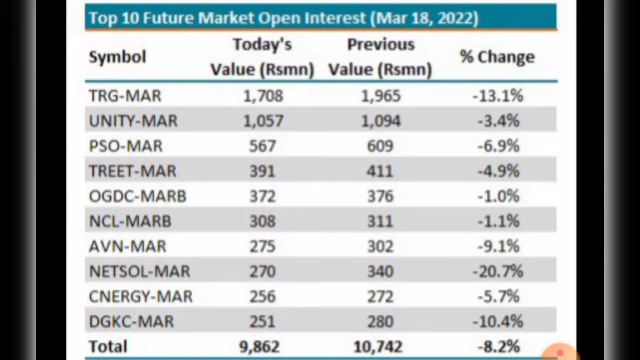 Top 10 Future Market Open Interest (Mar 18, 2022)
Symbol Today's Value (Rsmn) Previous Value (Rsmn) % Change
TRG-MAR 1,708 1,965 -13.1%
UNITY-MAR 1,057 1,094 -3.4%
PSO-MAR 567 609 -6.9%
TREET-MAR 391 411 -4.9%
OGDC-MARB 372 376 -1.0%
NCL-MARB 308 311 -1.1%
AVN-MAR 275 302 -9.1%
NETSOL-MAR 270 340 -20.7%
CNERGY-MAR 256 272 -5.7%
DGKC-MAR 251 280 -10.4%
Total 9,862 10,742 -8.2%